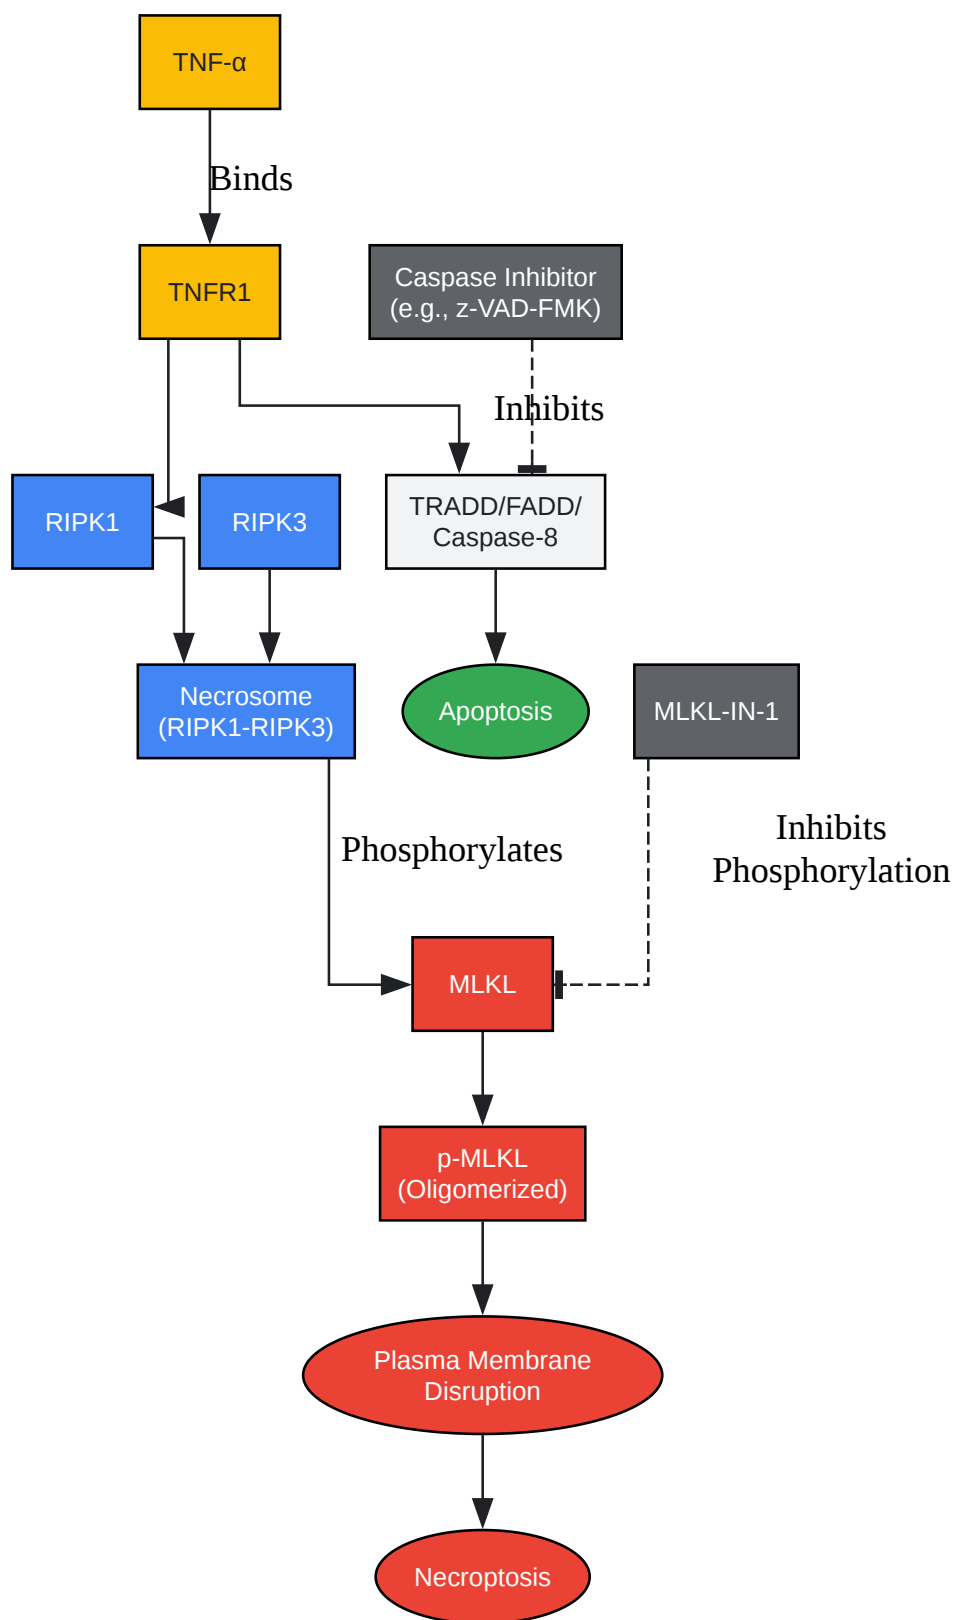 TNF-α
Binds
TNFR1
Caspase Inhibitor
(e.g., z-VAD-FMK)
Inhibits
RIPK1
RIPK3
TRADD/FADD/
Caspase-8
Necrosome
(RIPK1-RIPK3)
Apoptosis
MLKL-IN-1
Phosphorylates
Inhibits
Phosphorylation
MLKL
p-MLKL
(Oligomerized)
Plasma Membrane
Disruption
Necroptosis